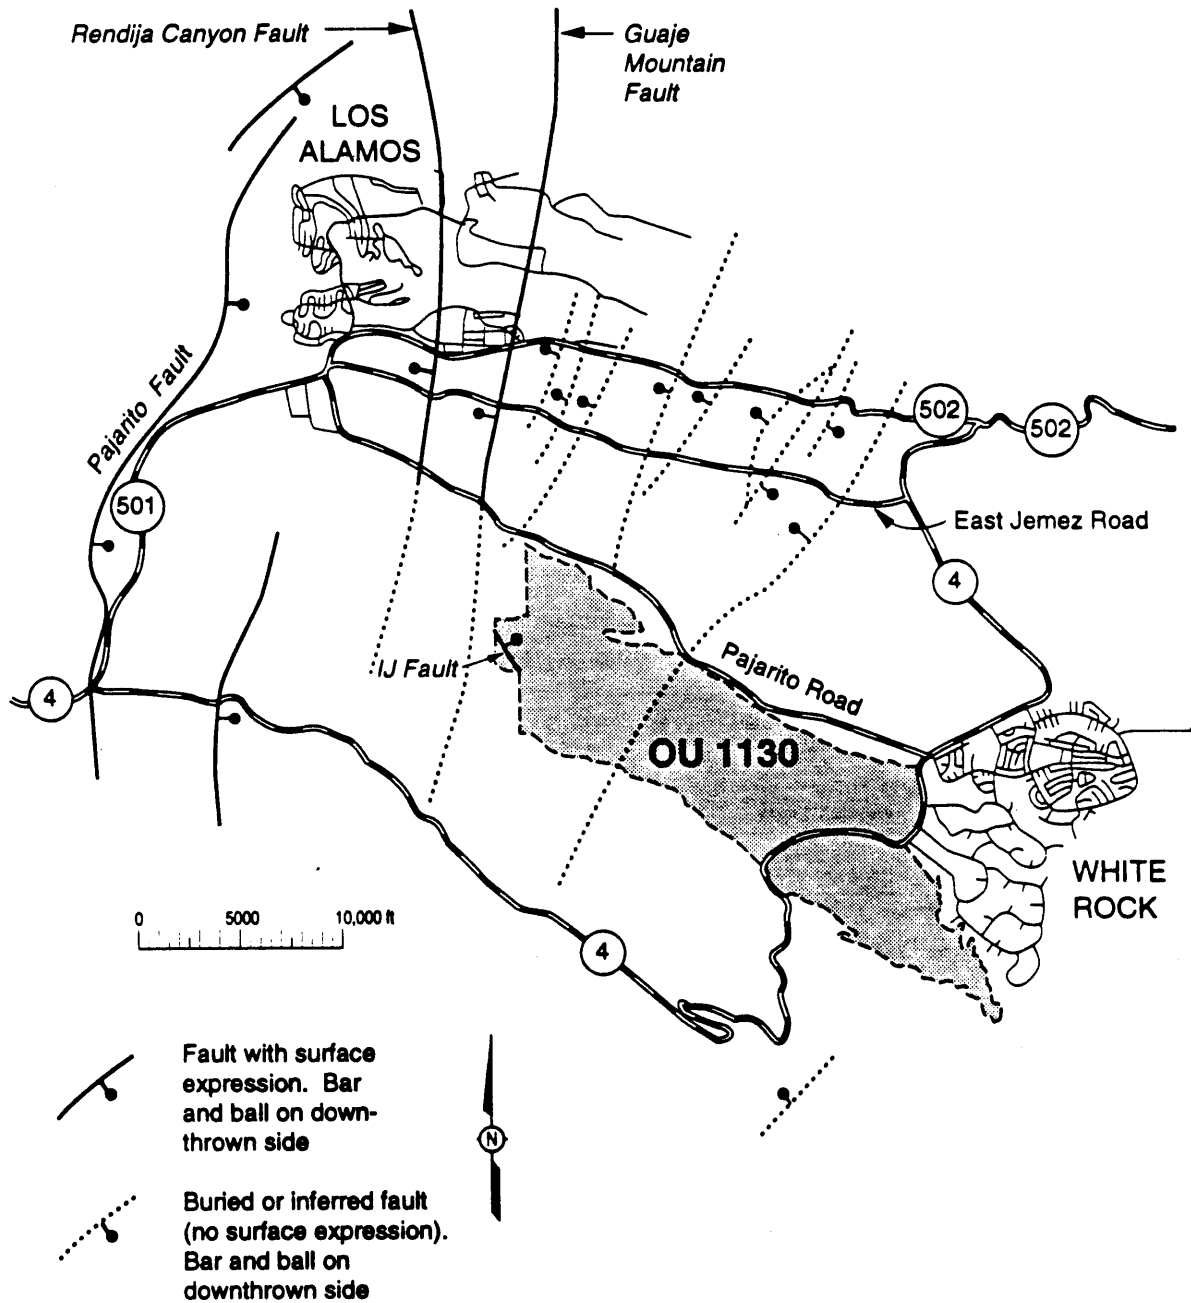 Rendija Canyon Fault
Guaje
Mountain
Fault
LOS
ALAMOS
Pajarito Fault
502
502
501
East Jemez Road
4
IJ Fault
Pajarito Road
4
OU 1130
WHITE
ROCK
0 5000 10,000 ft
4
Fault with surface
expression. Bar
and ball on down-
thrown side
N
Buried or inferred fault
(no surface expression).
Bar and ball on
downthrown side